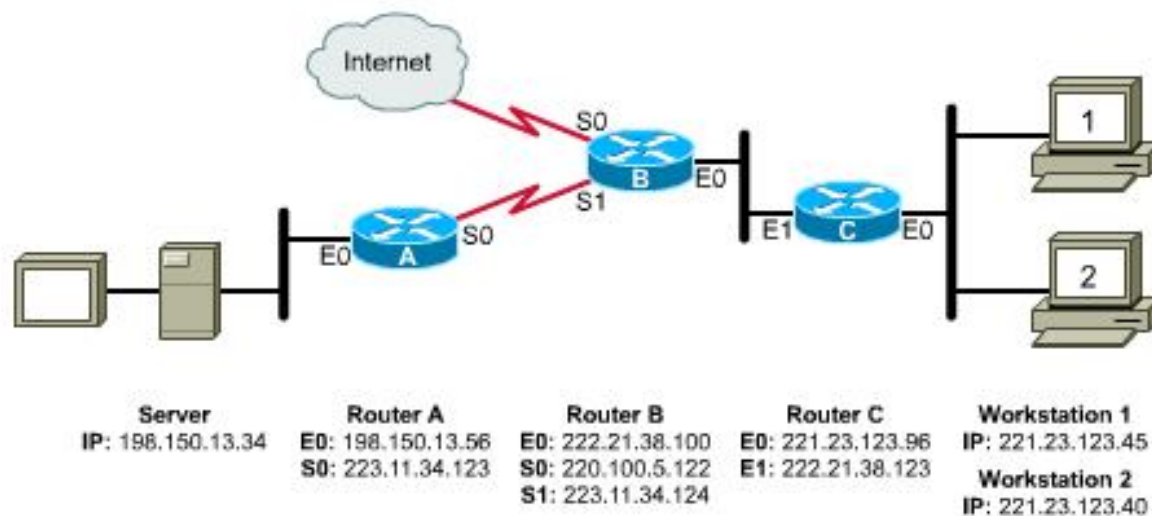 Internet
S0
B
E0
S1
E1
C
E0
1
2
E0
A
S0
Server
IP: 198.150.13.34
Router A
E0: 198.150.13.56
S0: 223.11.34.123
Router B
E0: 222.21.38.100
S0: 220.100.5.122
S1: 223.11.34.124
Router C
E0: 221.23.123.96
E1: 222.21.38.123
Workstation 1
IP: 221.23.123.45
Workstation 2
IP: 221.23.123.40